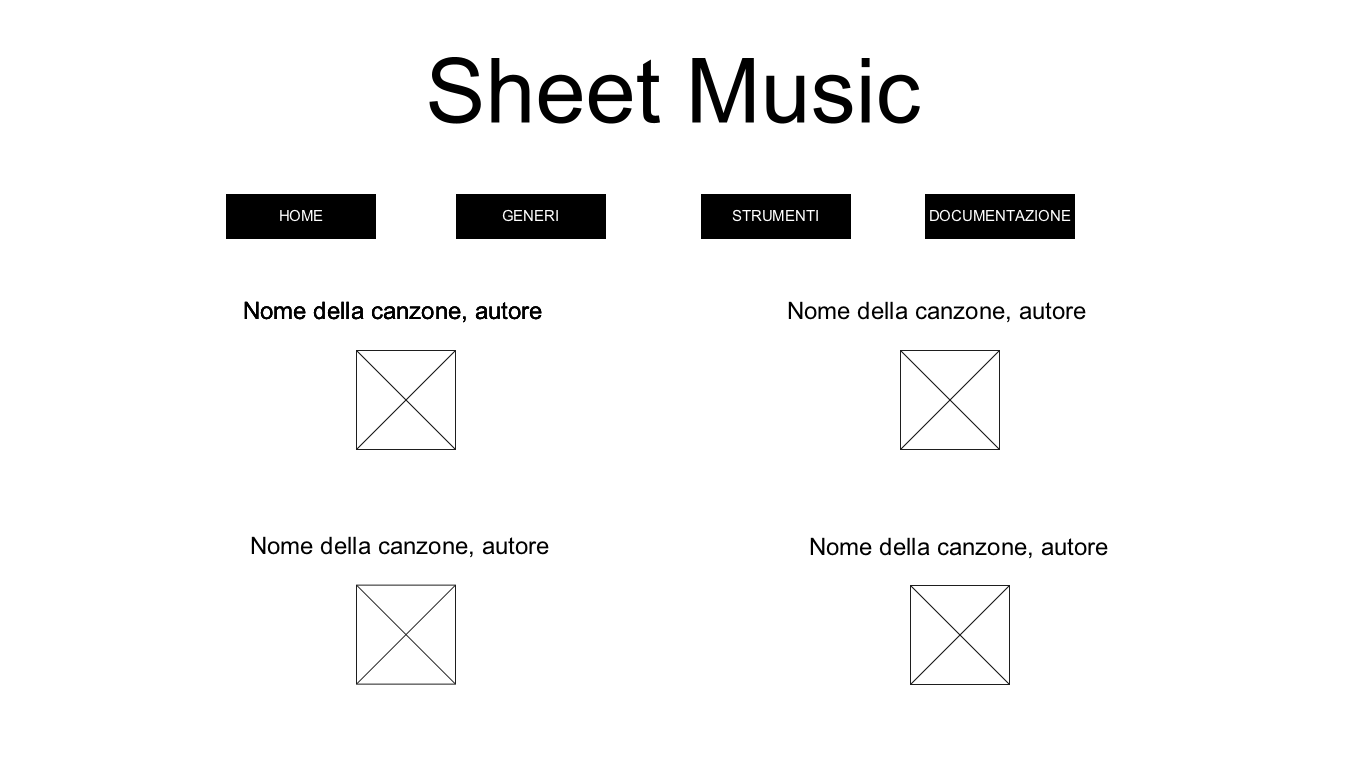 Sheet Music
HOME
GENERI
STRUMENTI
DOCUMENTAZIONE
Nome della canzone, autore
Nome della canzone, autore
Nome della canzone, autore
Nome della canzone, autore